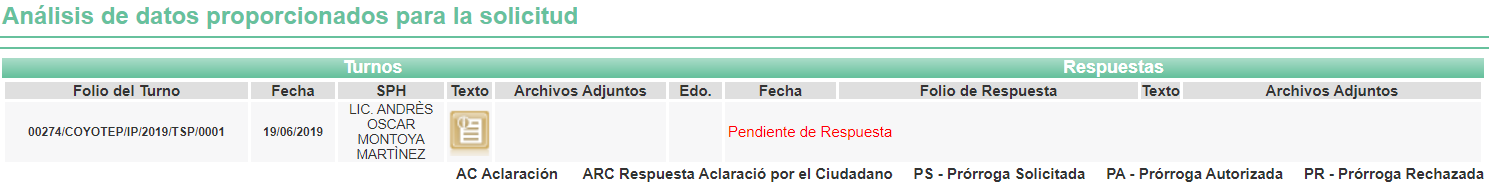 Análisis de datos proporcionados para la solicitud
Turnos Respuestas
Folio del Turno Fecha SPH Texto Archivos Adjuntos Edo. Fecha Folio de Respuesta Texto Archivos Adjuntos
00274/COYOTEP/IP/2019/TSP/0001 19/06/2019 LIC. ANDRÈS
OSCAR
MONTOYA
MARTÌNEZ
Pendiente de Respuesta
AC Aclaración ARC Respuesta Aclaració por el Ciudadano PS - Prórroga Solicitada PA - Prórroga Autorizada PR - Prórroga Rechazada